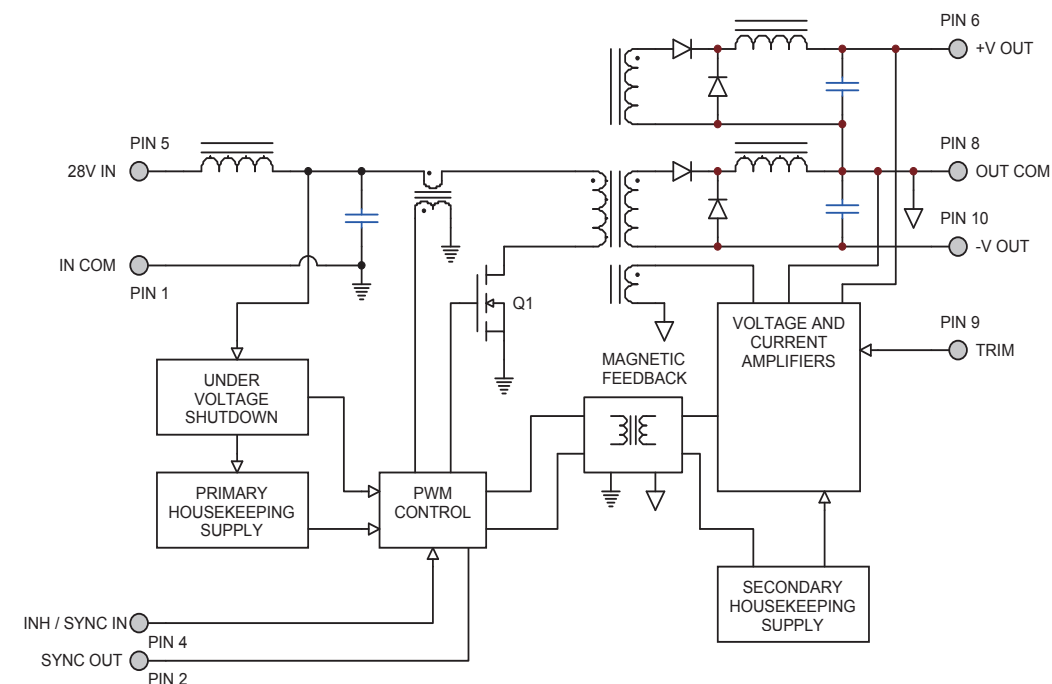 PIN 6
+V OUT
PIN 5
28V IN
PIN 8
OUT COM
PIN 10
-V OUT
IN COM
PIN 1
Q1
VOLTAGE AND
CURRENT
AMPLIFIERS
PIN 9
TRIM
MAGNETIC
FEEDBACK
UNDER
VOLTAGE
SHUTDOWN
PRIMARY
HOUSEKEEPING
SUPPLY
PWM
CONTROL
SECONDARY
HOUSEKEEPING
SUPPLY
INH / SYNC IN
PIN 4
SYNC OUT
PIN 2